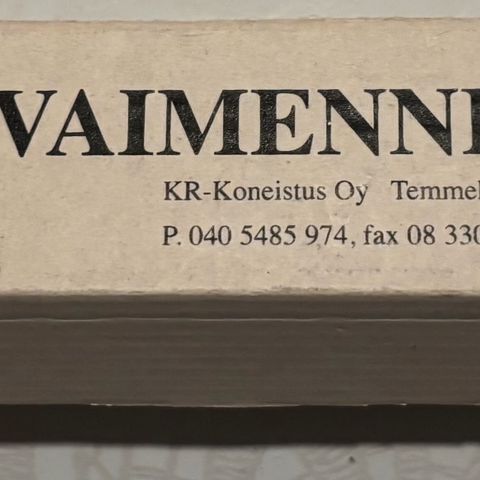 VAIMENN
KR-Koneistus Oy Temmel
P. 040 5485 974, fax 08 330